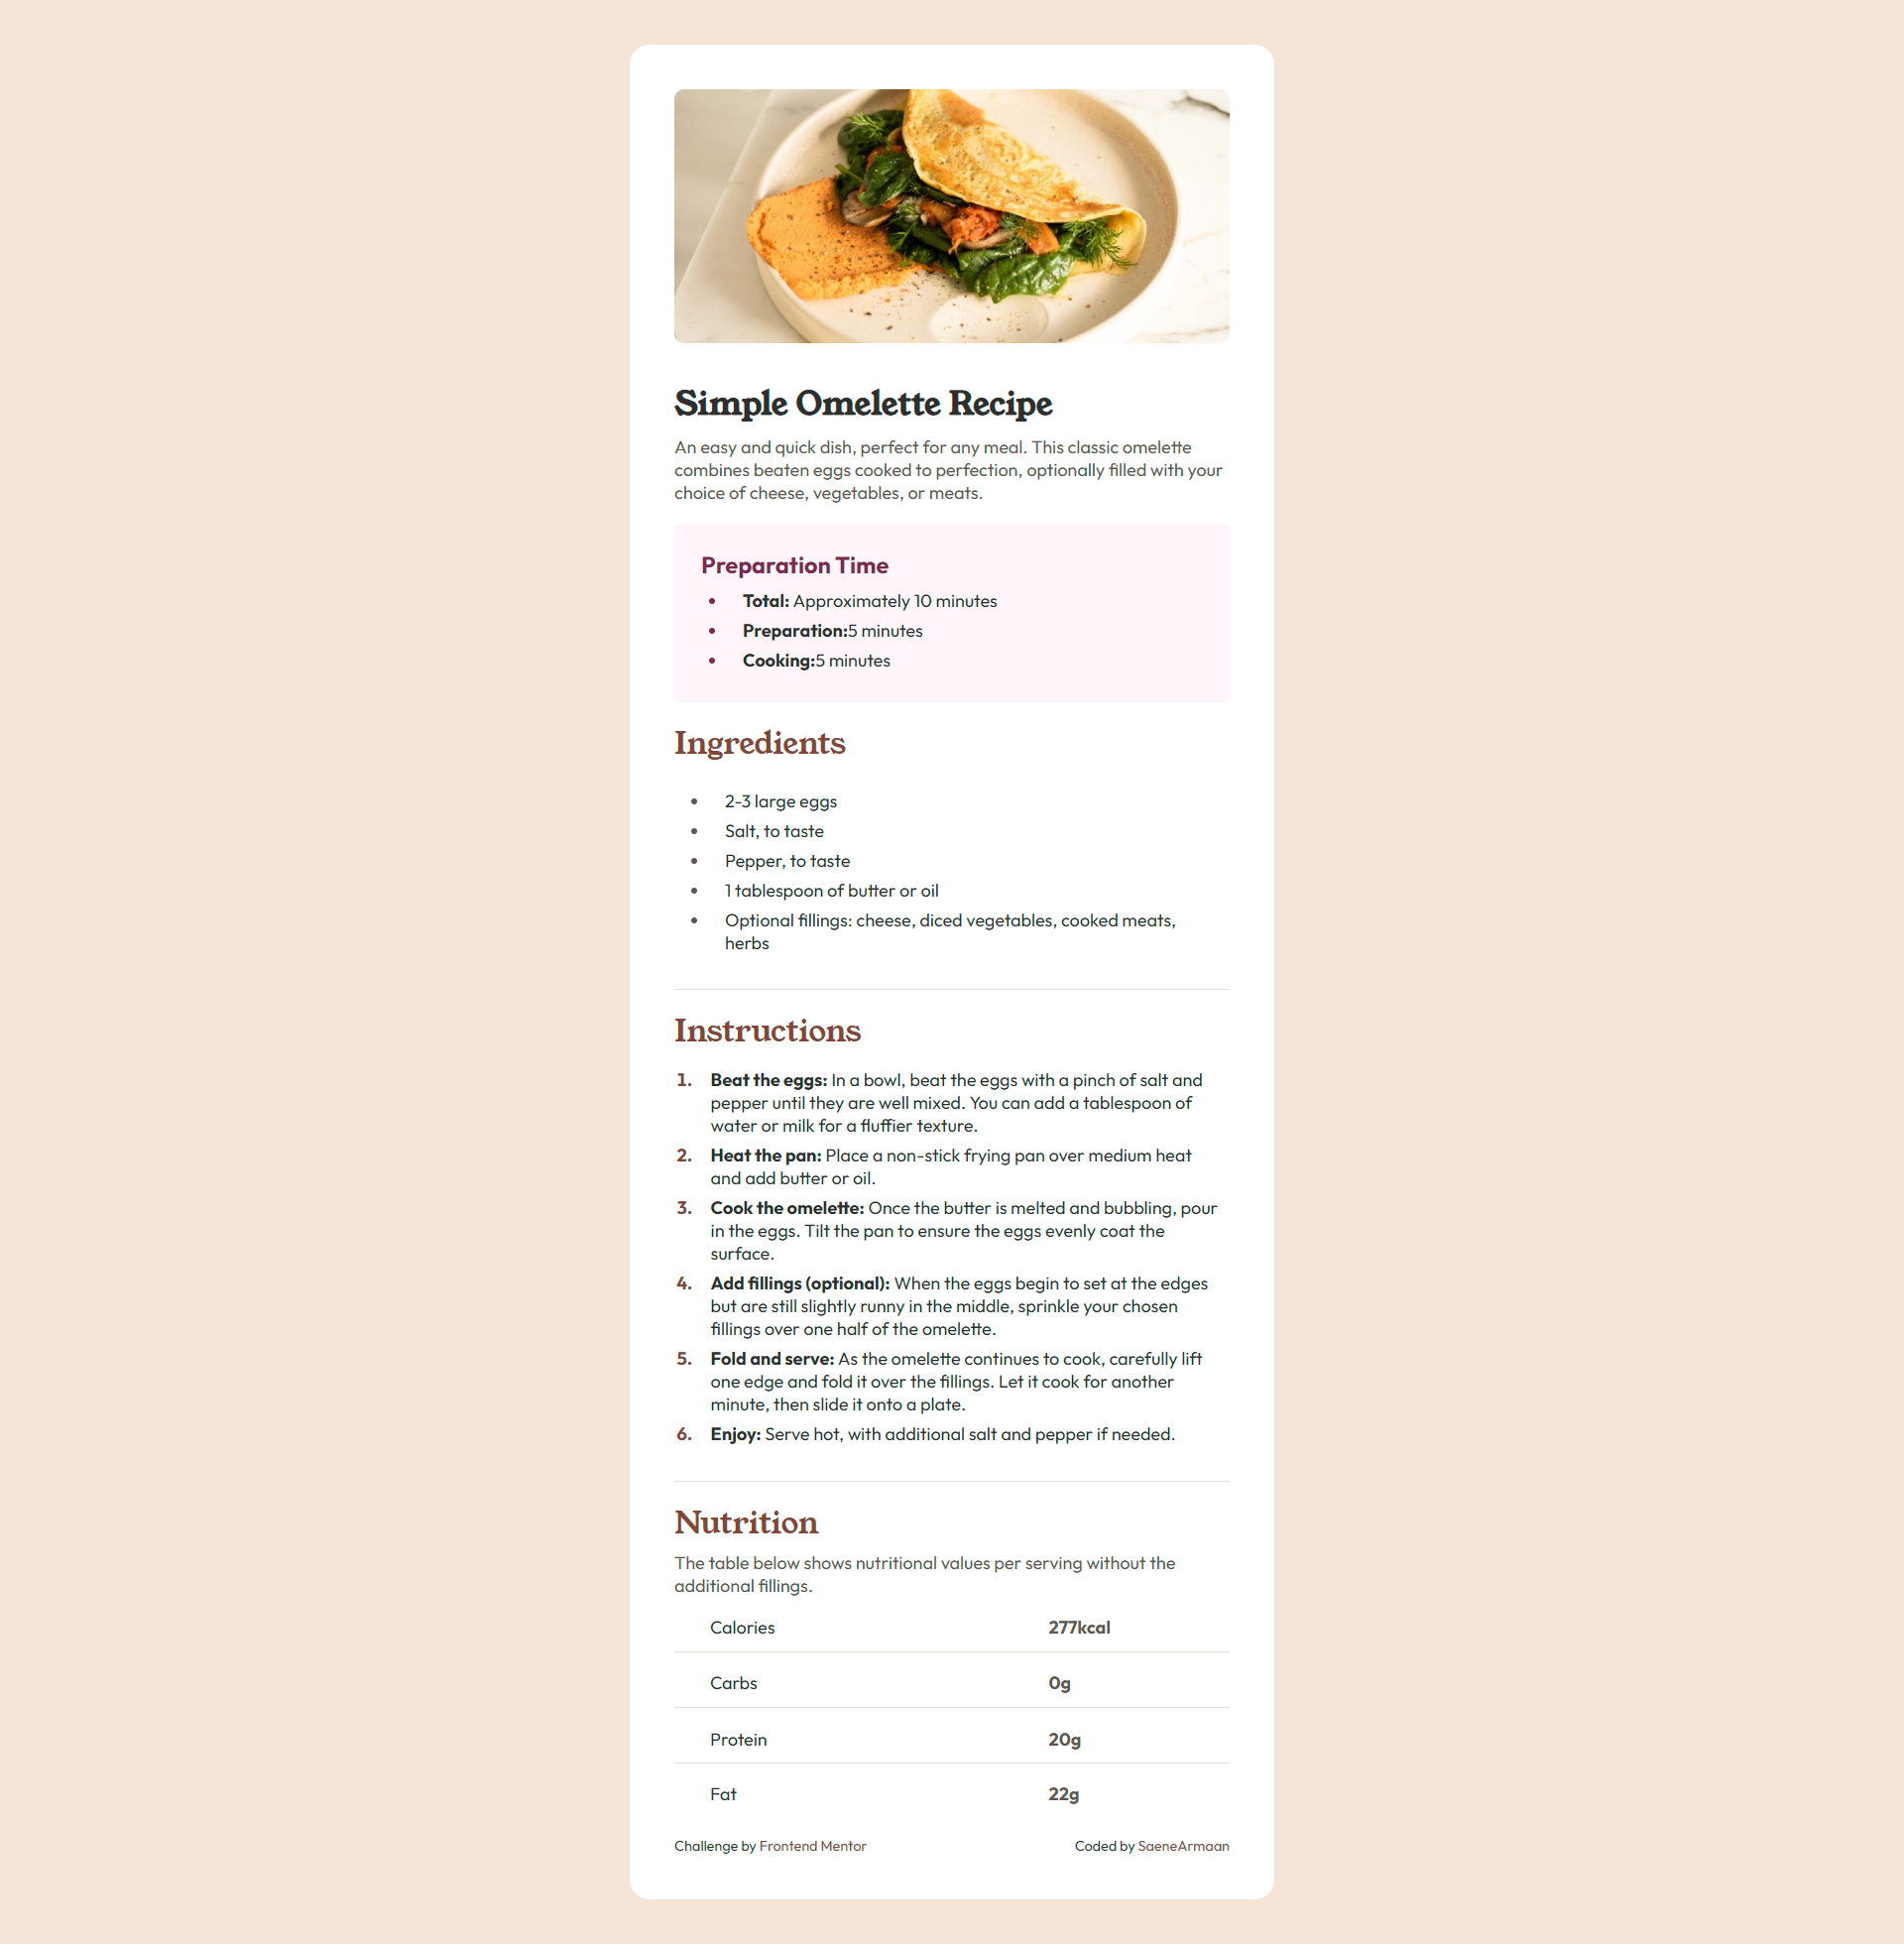 Simple Omelette Recipe
An easy and quick dish, perfect for any meal. This classic omelette
combines beaten eggs cooked to perfection, optionally filled with your
choice of cheese, vegetables, or meats.
Preparation Time
• Total: Approximately 10 minutes
• Preparation:5 minutes
• Cooking:5 minutes
Ingredients
• 2-3 large eggs
• Salt, to taste
• Pepper, to taste
• 1 tablespoon of butter or oil
• Optional fillings: cheese, diced vegetables, cooked meats,
herbs
Instructions
1. Beat the eggs: In a bowl, beat the eggs with a pinch of salt and
pepper until they are well mixed. You can add a tablespoon of
water or milk for a fluffier texture.
2. Heat the pan: Place a non-stick frying pan over medium heat
and add butter or oil.
3. Cook the omelette: Once the butter is melted and bubbling, pour
in the eggs. Tilt the pan to ensure the eggs evenly coat the
surface.
4. Add fillings (optional): When the eggs begin to set at the edges
but are still slightly runny in the middle, sprinkle your chosen
fillings over one half of the omelette.
5. Fold and serve: As the omelette continues to cook, carefully lift
one edge and fold it over the fillings. Let it cook for another
minute, then slide it onto a plate.
6. Enjoy: Serve hot, with additional salt and pepper if needed.
Nutrition
The table below shows nutritional values per serving without the
additional fillings.
Calories 277kcal
Carbs 0g
Protein 20g
Fat 22g
Challenge by Frontend Mentor Coded by SaeneArmaan